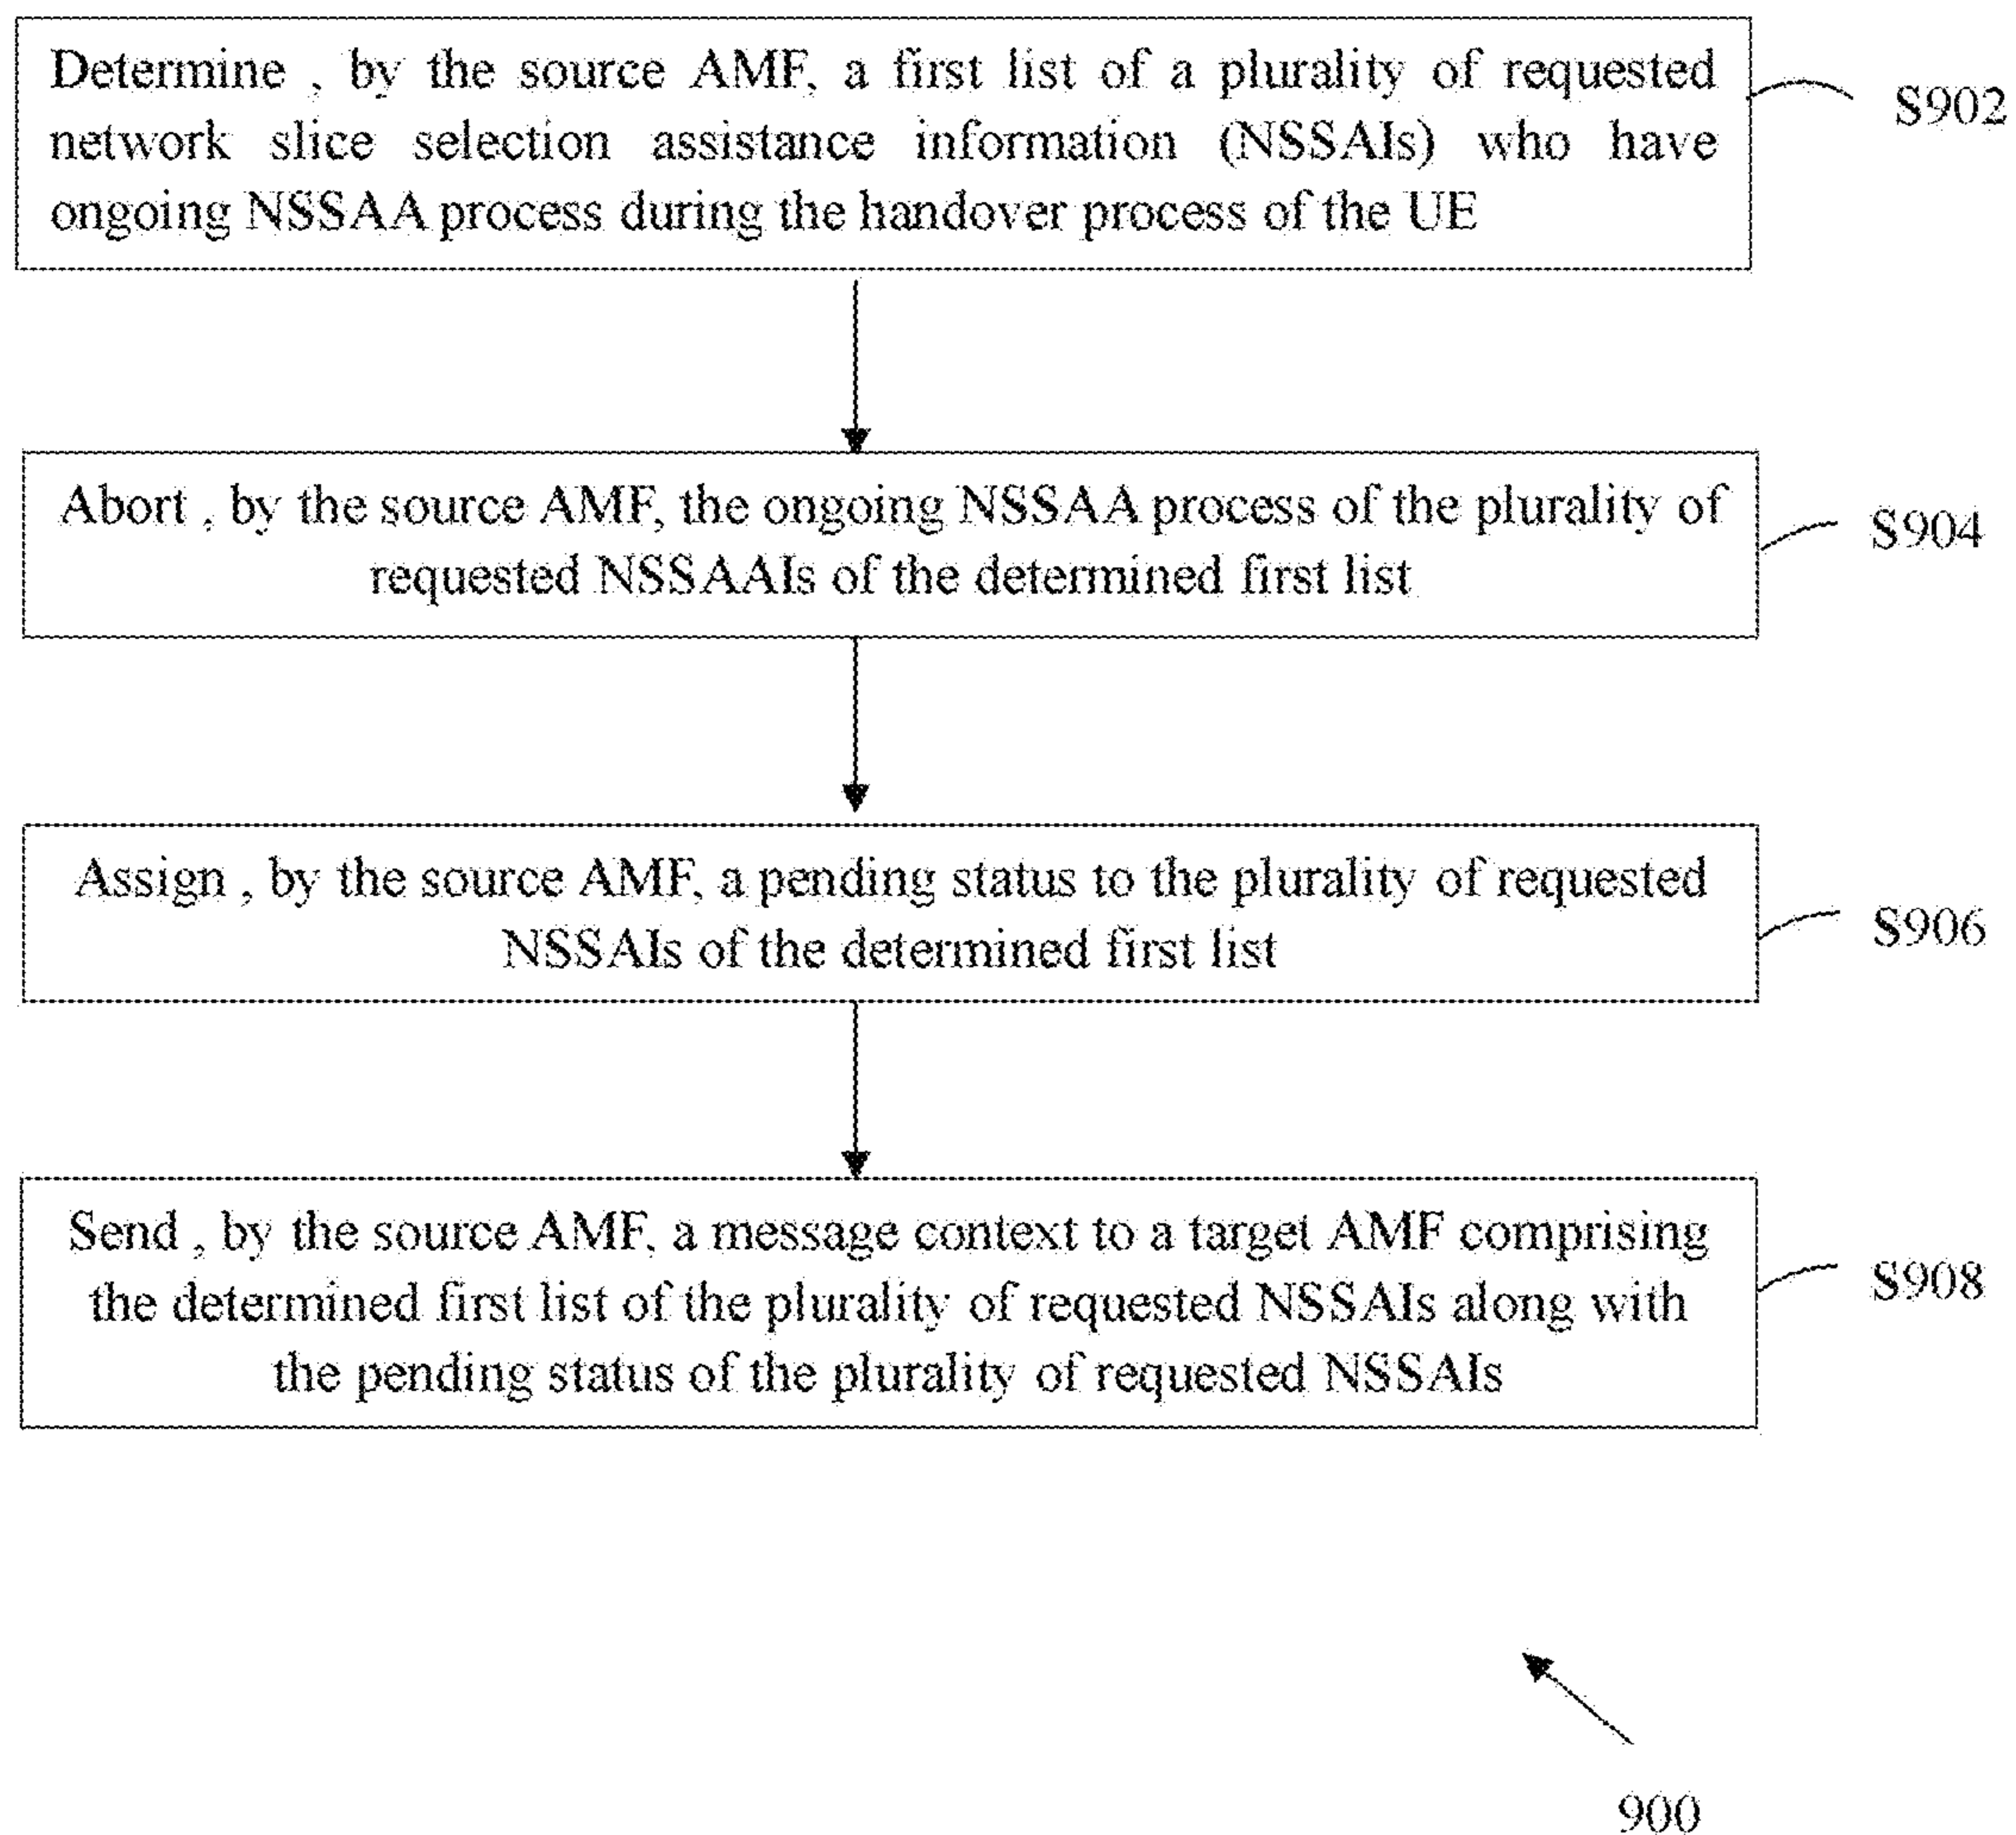 Determine , by the source AMF, a first list of a plurality of requested
network slice selection assistance information (NSSAIs) who have
ongoing NSSAA process during the handover process of the UE
S902
Abort , by the source AMF, the ongoing NSSAA process of the plurality of
requested NSSAAIs of the determined first list
S904
Assign , by the source AMF, a pending status to the plurality of requested
NSSAIs of the determined first list
S906
Send , by the source AMF, a message context to a target AMF comprising
the determined first list of the plurality of requested NSSAIs along with
the pending status of the plurality of requested NSSAIs
S908
900